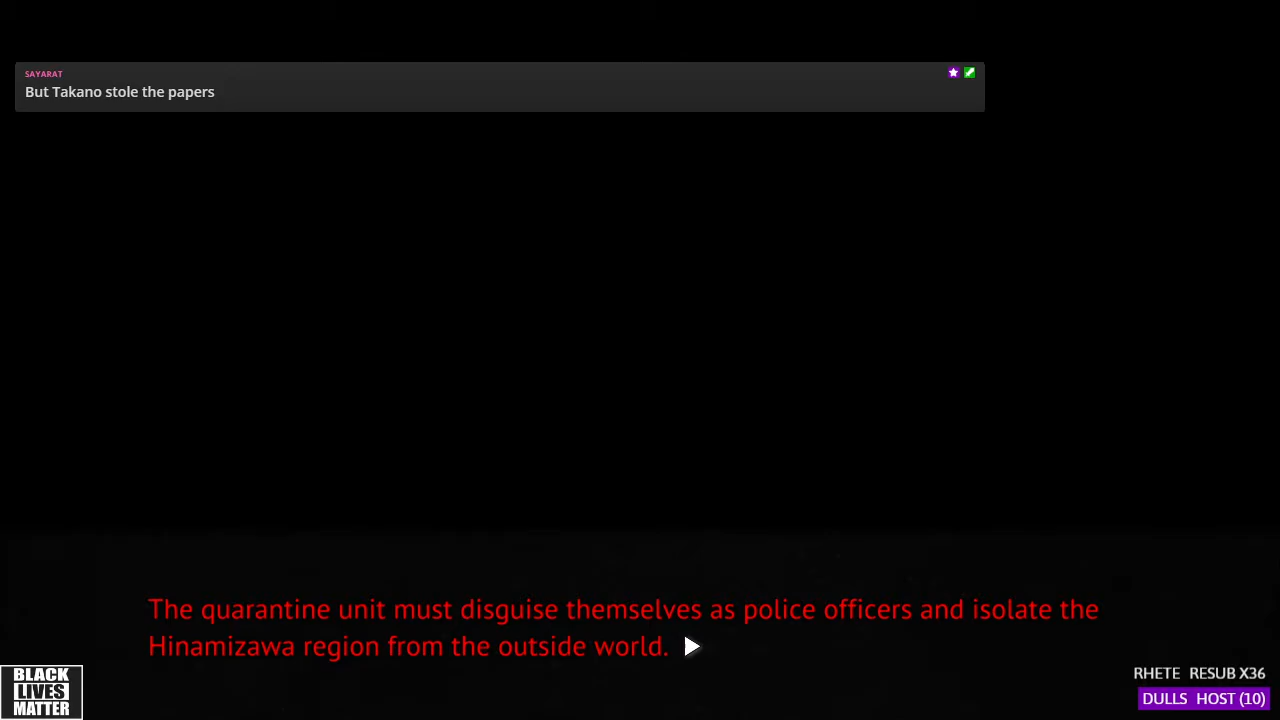 SAYARAT
But Takano stole the papers
The quarantine unit must disguise themselves as police officers and isolate the
Hinamizawa region from the outside world.
BLACK
LIVES
MATTER
RHETE RESUB X36
DULLS HOST (10)